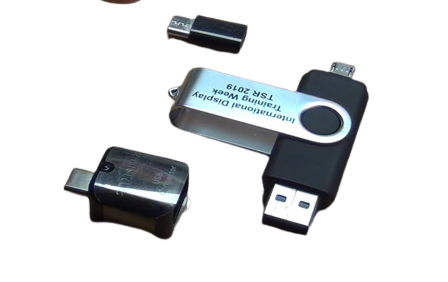 International Display
Training Week
TSR 2019